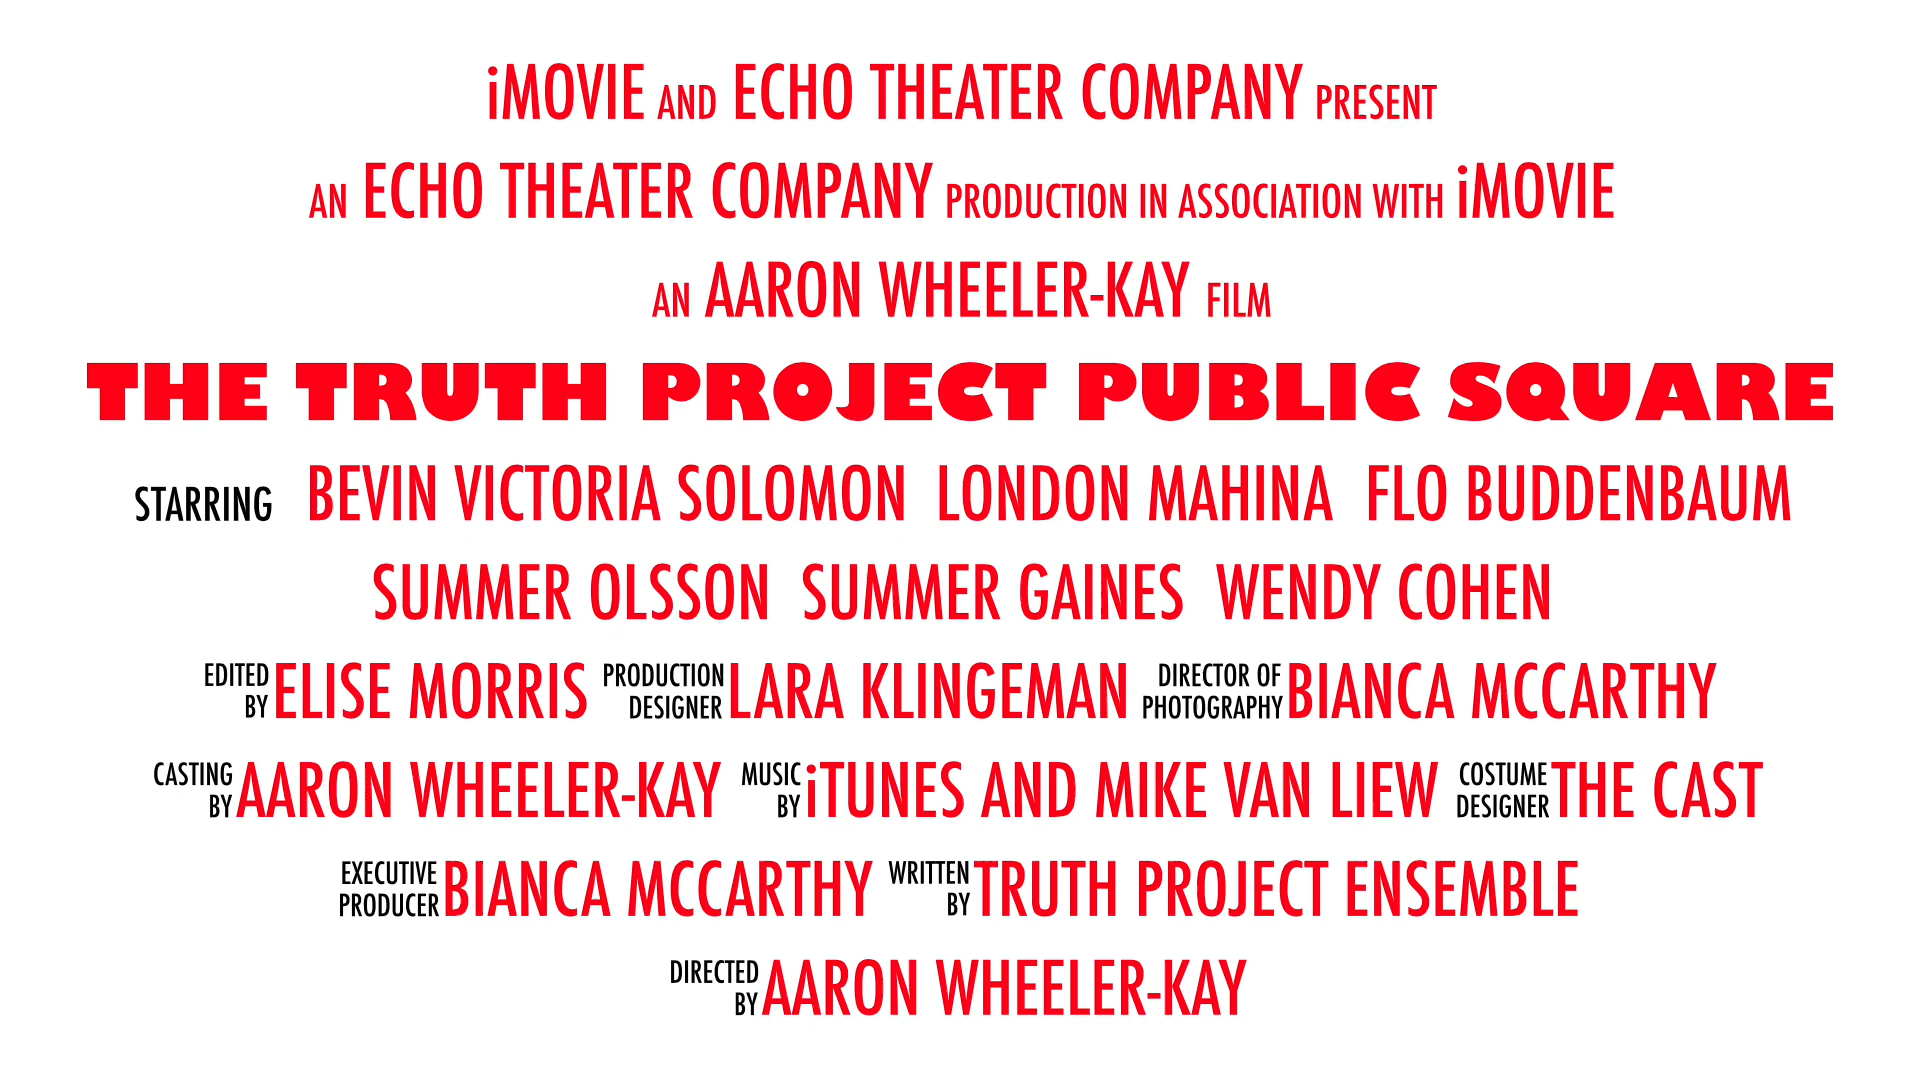 iMOVIE AND ECHO THEATER COMPANY PRESENT
AN ECHO THEATER COMPANY PRODUCTION IN ASSOCIATION WITH iMOVIE
AN AARON WHEELER-KAY FILM
THE TRUTH PROJECT PUBLIC SQUARE
STARRING BEVIN VICTORIA SOLOMON LONDON MAHINA FLO BUDDENBAUM
SUMMER OLSSON SUMMER GAINES WENDY COHEN
EDITED BY ELISE MORRIS PRODUCTION DESIGNER LARA KLINGEMAN DIRECTOR OF PHOTOGRAPHY BIANCA MCCARTHY
CASTING BY AARON WHEELER-KAY MUSIC BY iTUNES AND MIKE VAN LIEW COSTUME DESIGNER THE CAST
EXECUTIVE PRODUCER BIANCA MCCARTHY WRITTEN BY TRUTH PROJECT ENSEMBLE
DIRECTED BY AARON WHEELER-KAY